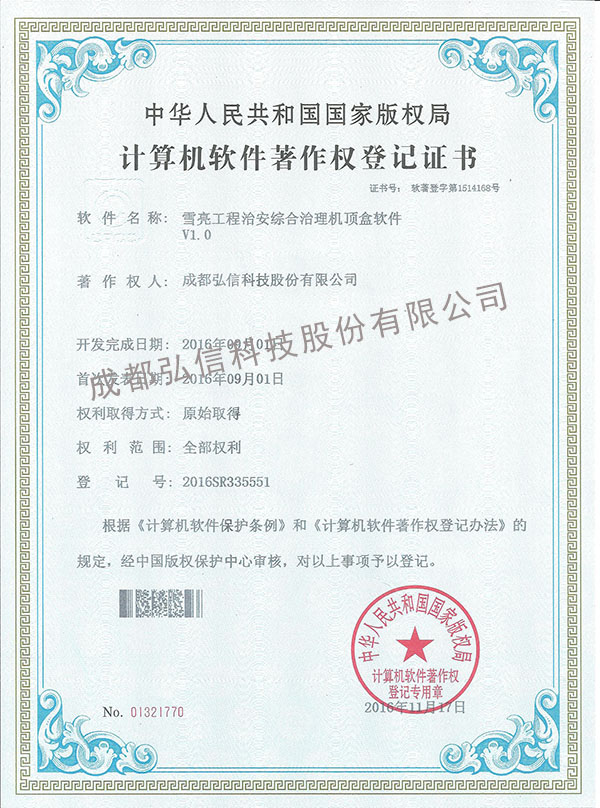 中华人民共和国国家版权局
计算机软件著作权登记证书
证书号： 软著登字第1514168号
软件名称： 雪亮工程治安综合治理机顶盒软件
V1.0
著作权人： 成都弘信科技股份有限公司
开发完成日期： 2016年09月01日
首次发表日期： 2016年09月01日
权利取得方式： 原始取得
权利范围： 全部权利
登记号： 2016SR335551
根据《计算机软件保护条例》和《计算机软件著作权登记办法》的
规定，经中国版权保护中心审核，对以上事项予以登记。
成都弘信科技股份有限公司
中华人民共和国国家版权局
计算机软件著作权
登记专用章
2016年11月17日
No. 01321770